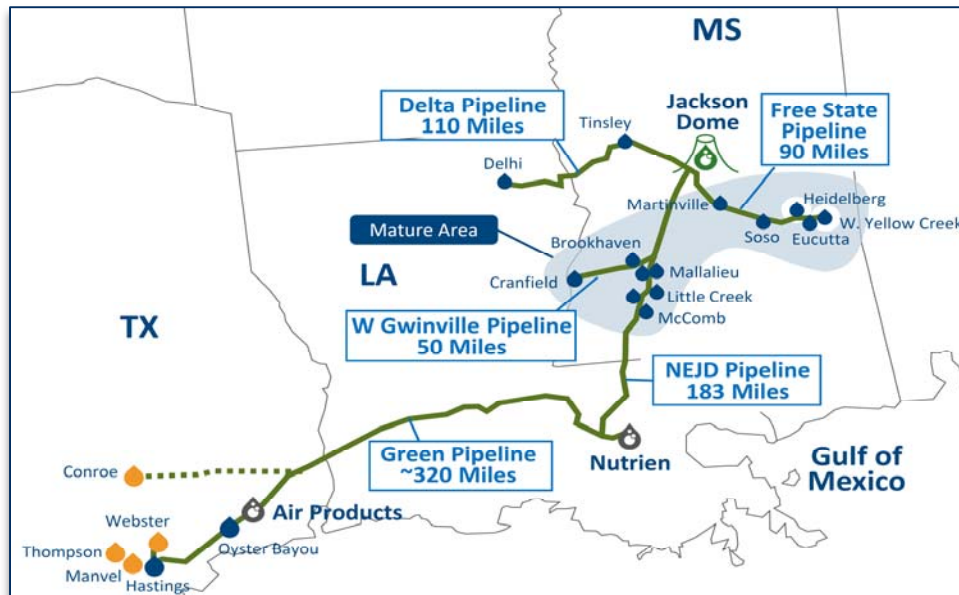 MS
Delta Pipeline
110 Miles
Jackson
Dome
Free State
Pipeline
90 Miles
Tinsley
Delhi
Heidelberg
Martinville
W. Yellow Creek
Mature Area
Soso
Eucutta
Brookhaven
LA
Cranfield
Mallalieu
Little Creek
McComb
TX
W Gwinville Pipeline
50 Miles
NEJD Pipeline
183 Miles
Green Pipeline
~320 Miles
Nutrien
Gulf of
Mexico
Conroe
Air Products
Webster
Oyster Bayou
Thompson
Manvel
Hastings